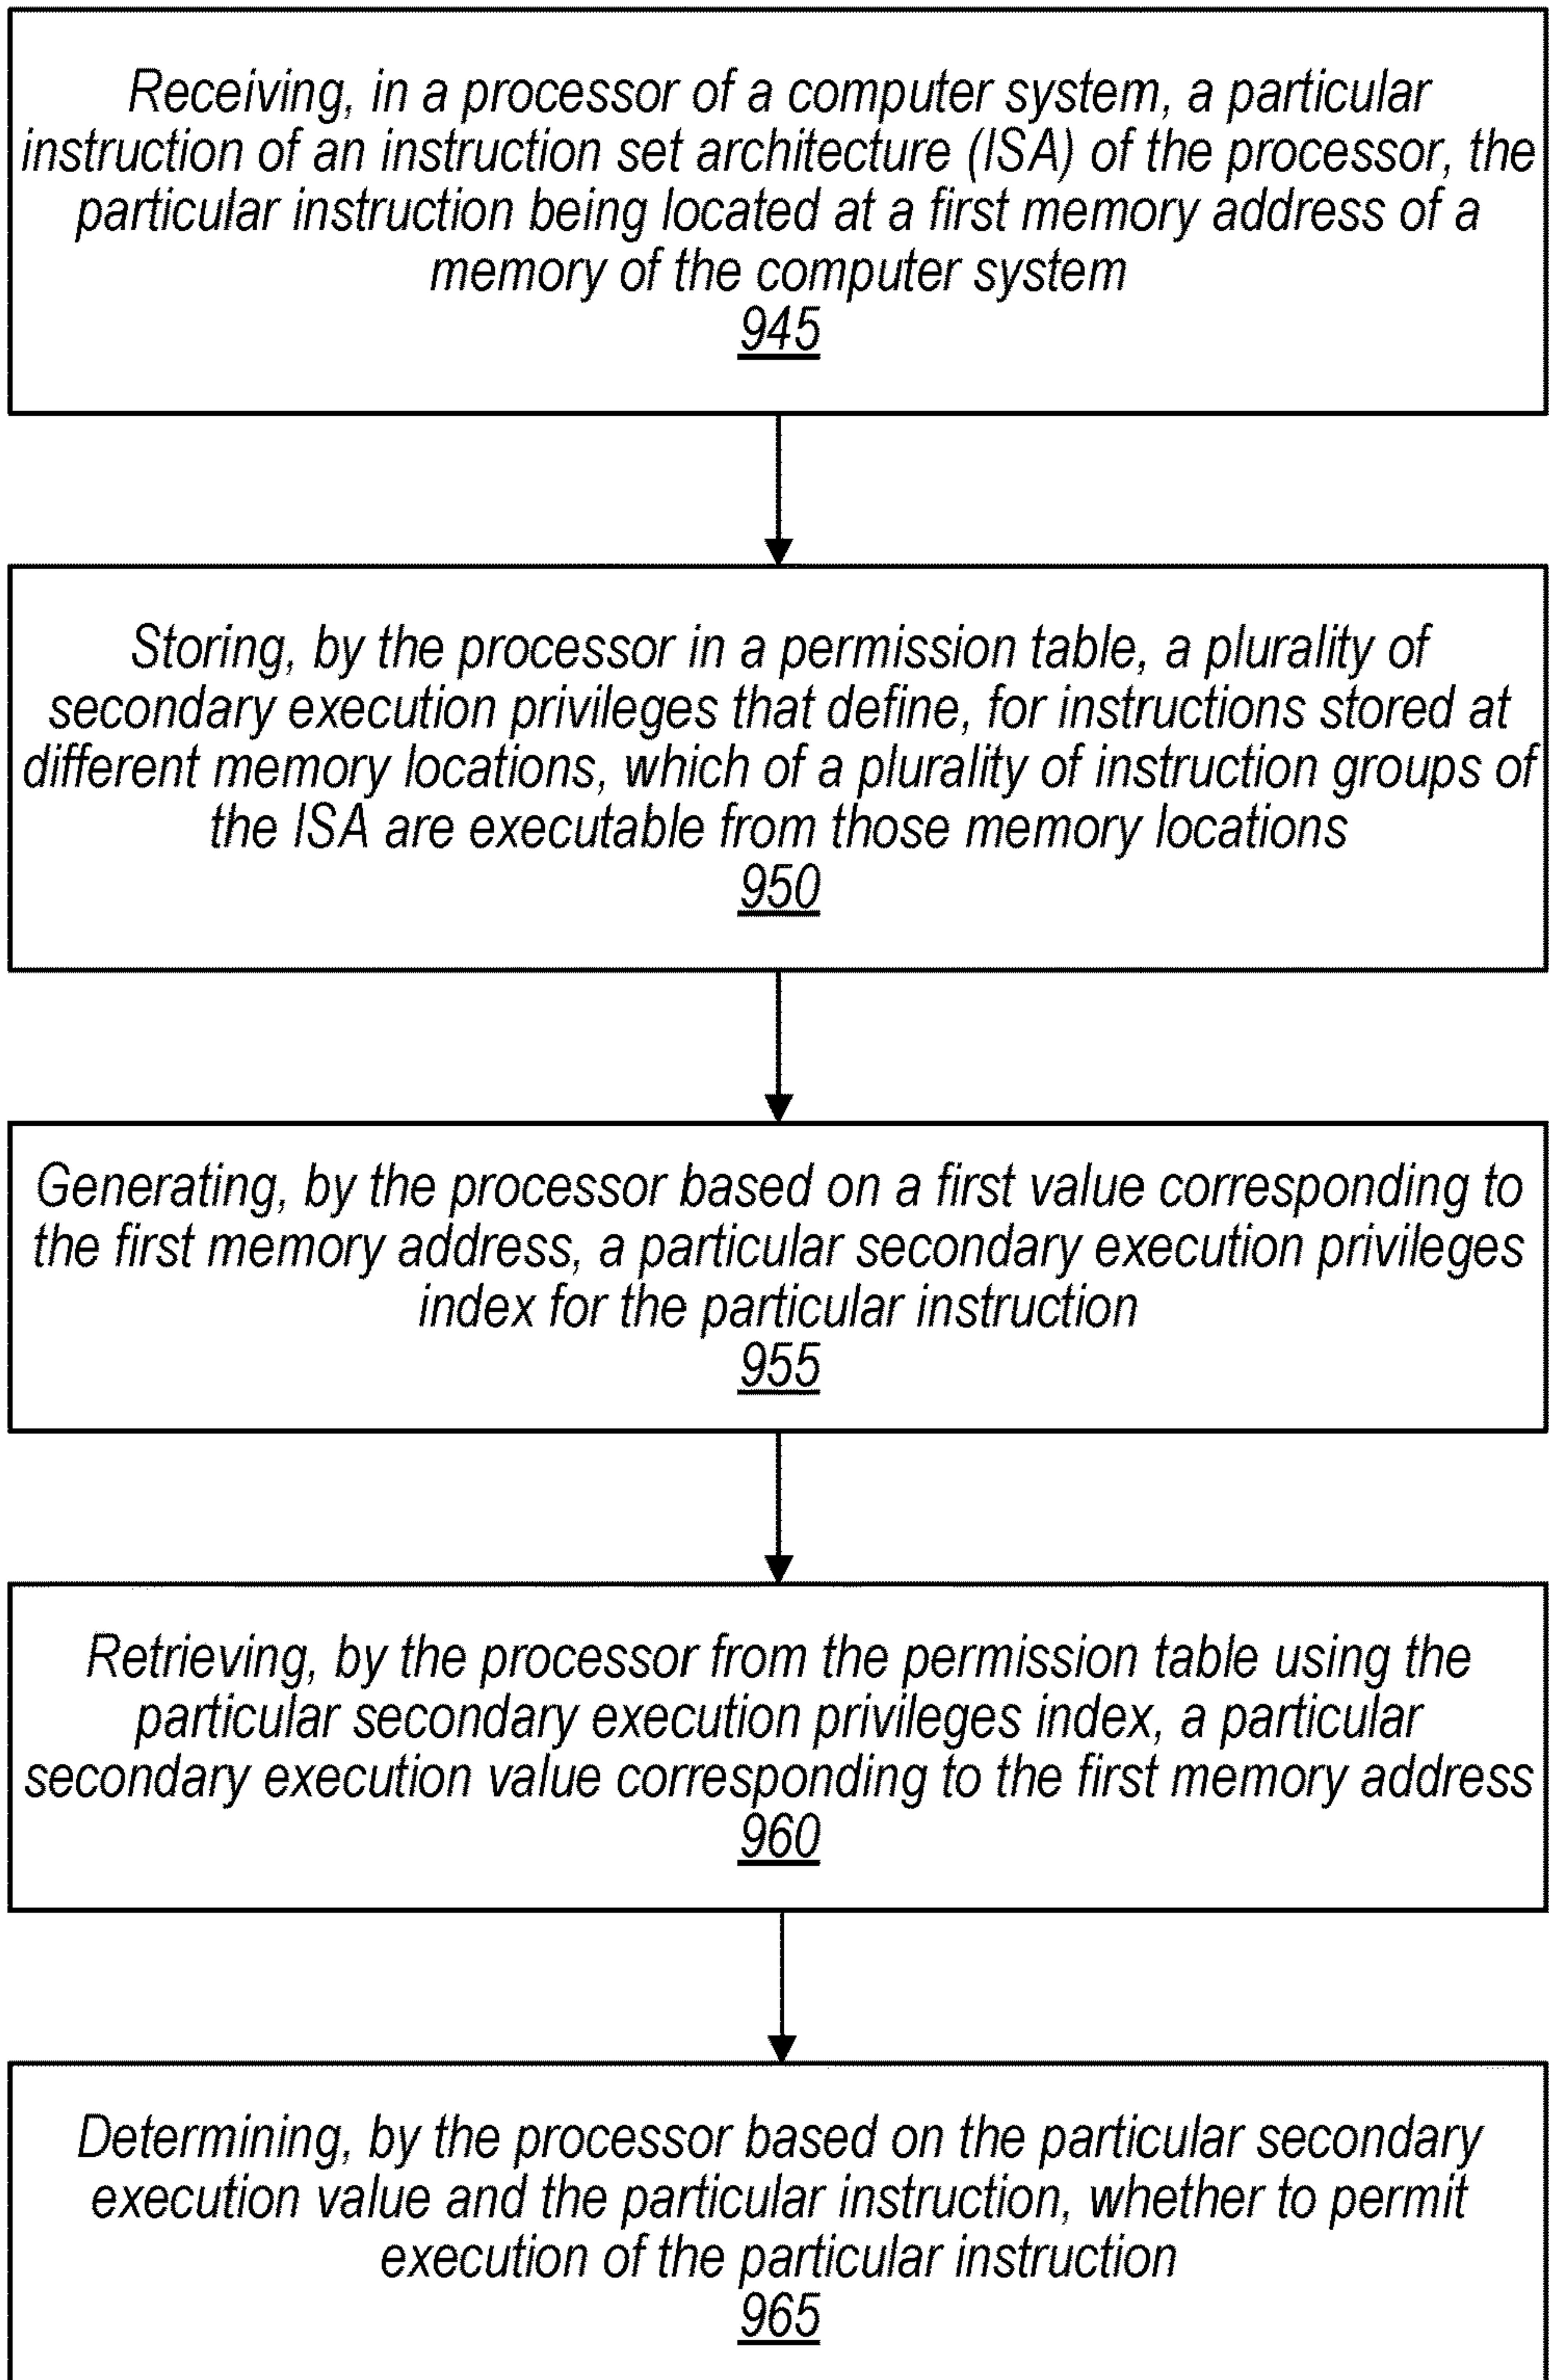 Receiving, in a processor of a computer system, a particular
instruction of an instruction set architecture (ISA) of the processor, the
particular instruction being located at a first memory address of a
memory of the computer system
945
Storing, by the processor in a permission table, a plurality of
secondary execution privileges that define, for instructions stored at
different memory locations, which of a plurality of instruction groups of
the ISA are executable from those memory locations
950
Generating, by the processor based on a first value corresponding to
the first memory address, a particular secondary execution privileges
index for the particular instruction
955
Retrieving, by the processor from the permission table using the
particular secondary execution privileges index, a particular
secondary execution value corresponding to the first memory address
960
Determining, by the processor based on the particular secondary
execution value and the particular instruction, whether to permit
execution of the particular instruction
965